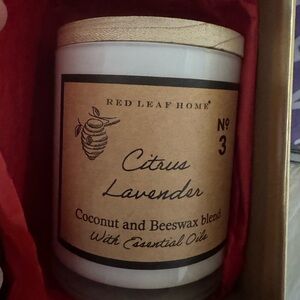 RED LEAF HOME®
Nº
3
Citrus
Lavender
Coconut and Beeswax blend
With Essential Oils